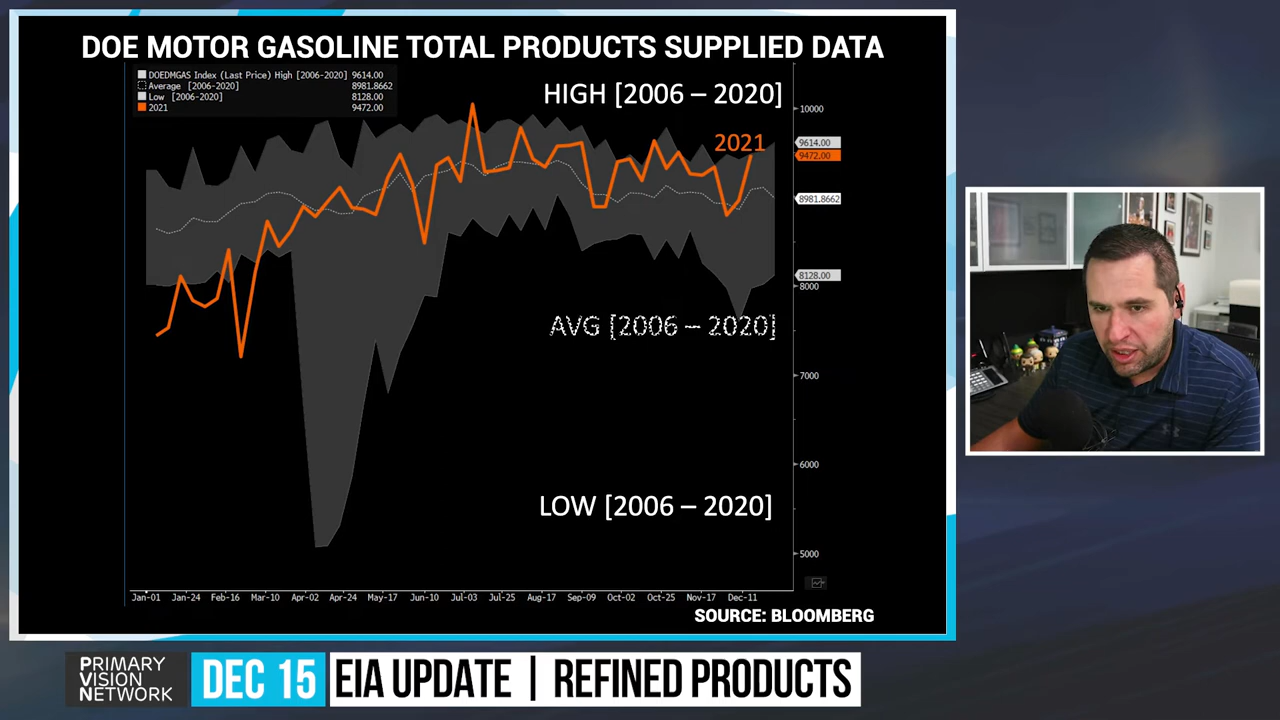 DOE MOTOR GASOLINE TOTAL PRODUCTS SUPPLIED DATA
DOEDMGAS Index (Last Price) High [2006-2020] 9614.00
Average [2006-2020] 8981.8662
Low [2006-2020] 8128.00
2021 9472.00
HIGH [2006 – 2020]
2021
AVG [2006 – 2020]
LOW [2006 – 2020]
10000
9614.00
9472.00
8981.8662
8128.00
8000
7000
6000
5000
Jan-01 Jan-24 Feb-16 Mar-10 Apr-02 Apr-24 May-17 Jun-10 Jul-03 Jul-25 Aug-17 Sep-09 Oct-02 Oct-25 Nov-17 Dec-11
SOURCE: BLOOMBERG
PRIMARY
VISION
NETWORK
DEC 15
EIA UPDATE | REFINED PRODUCTS